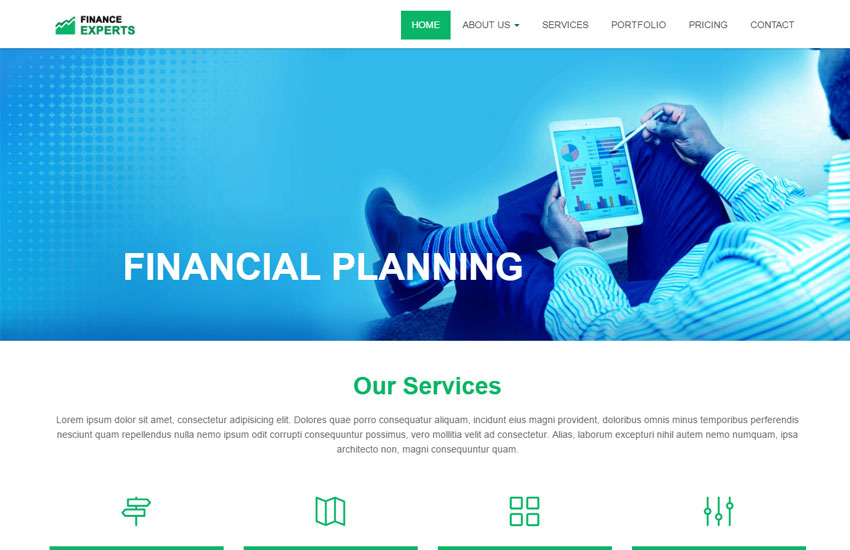 FINANCE
EXPERTS
HOME
ABOUT US
SERVICES
PORTFOLIO
PRICING
CONTACT
FINANCIAL PLANNING
Our Services
Lorem ipsum dolor sit amet, consectetur adipisicing elit. Dolores quae porro consequatur aliquam, incidunt eius magni provident, doloribus omnis minus temporibus perferendis
nesciunt quam repellendus nulla nemo ipsum odit corrupti consequuntur possimus, vero mollitia velit ad consectetur. Alias, laborum excepturi nihil autem nemo numquam, ipsa
architecto non, magni consequuntur quam.